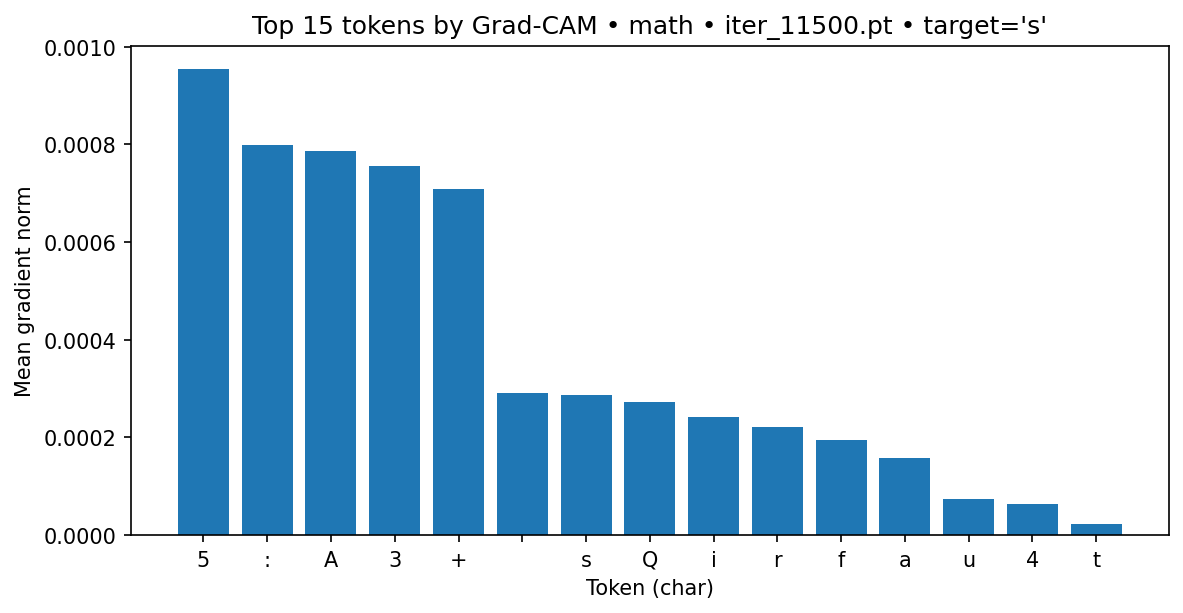 Top 15 tokens by Grad-CAM • math • iter_11500.pt • target='s'
Mean gradient norm
0.0010
0.0008
0.0006
0.0004
0.0002
0.0000
5 : A 3 + s Q i r f a u 4 t
Token (char)